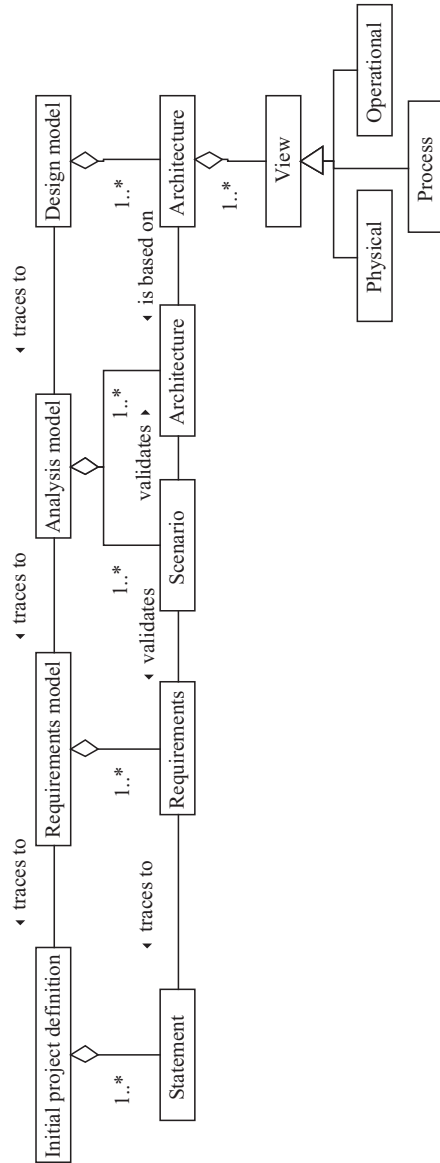 Initial project definition
◂ traces to
Requirements model
◂ traces to
Analysis model
◂ traces to
Design model
1..*
1..*
1..*
1..*
1..*
Statement
◂ traces to
Requirements
◂ validates
Scenario
validates ▸
Architecture
◂ is based on
Architecture
1..*
View
Physical
Process
Operational